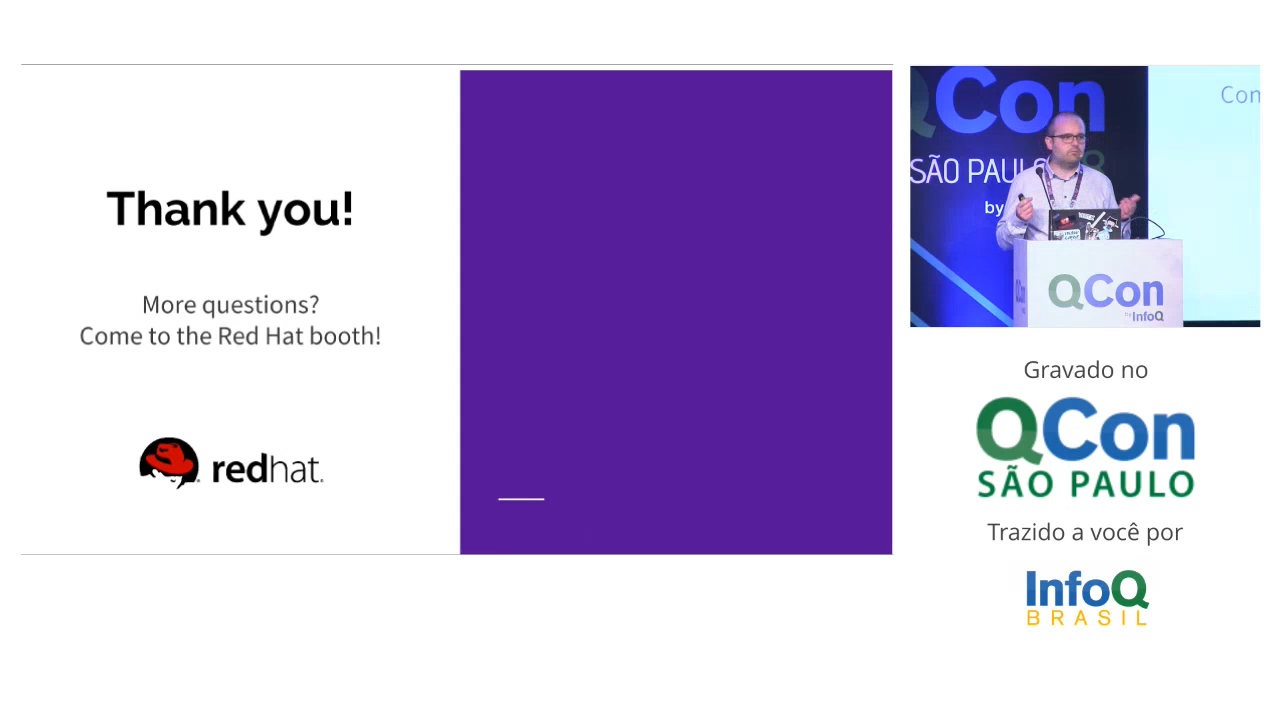 Thank you!
More questions?
Come to the Red Hat booth!
redhat.
QCon
SÃO PAULO
by
Con
QCon
by InfoQ
Gravado no
QCon
SÃO PAULO
Trazido a você por
InfoQ
BRASIL